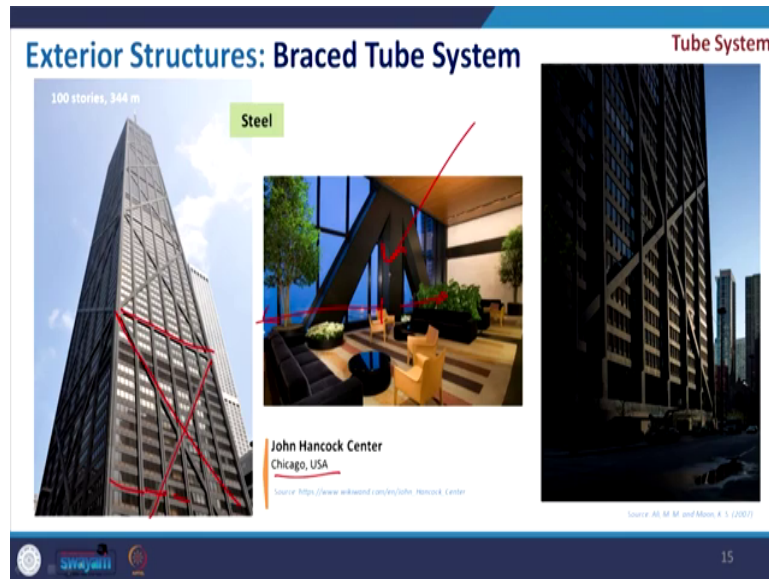 Exterior Structures: Braced Tube System
Tube System
100 stories, 344 m
Steel
John Hancock Center
Chicago, USA
Source: https://www.wikiwand.com/en/John_Hancock_Center
Source: Ali, M. M. and Moon, K. S. (2007)
swayam
15